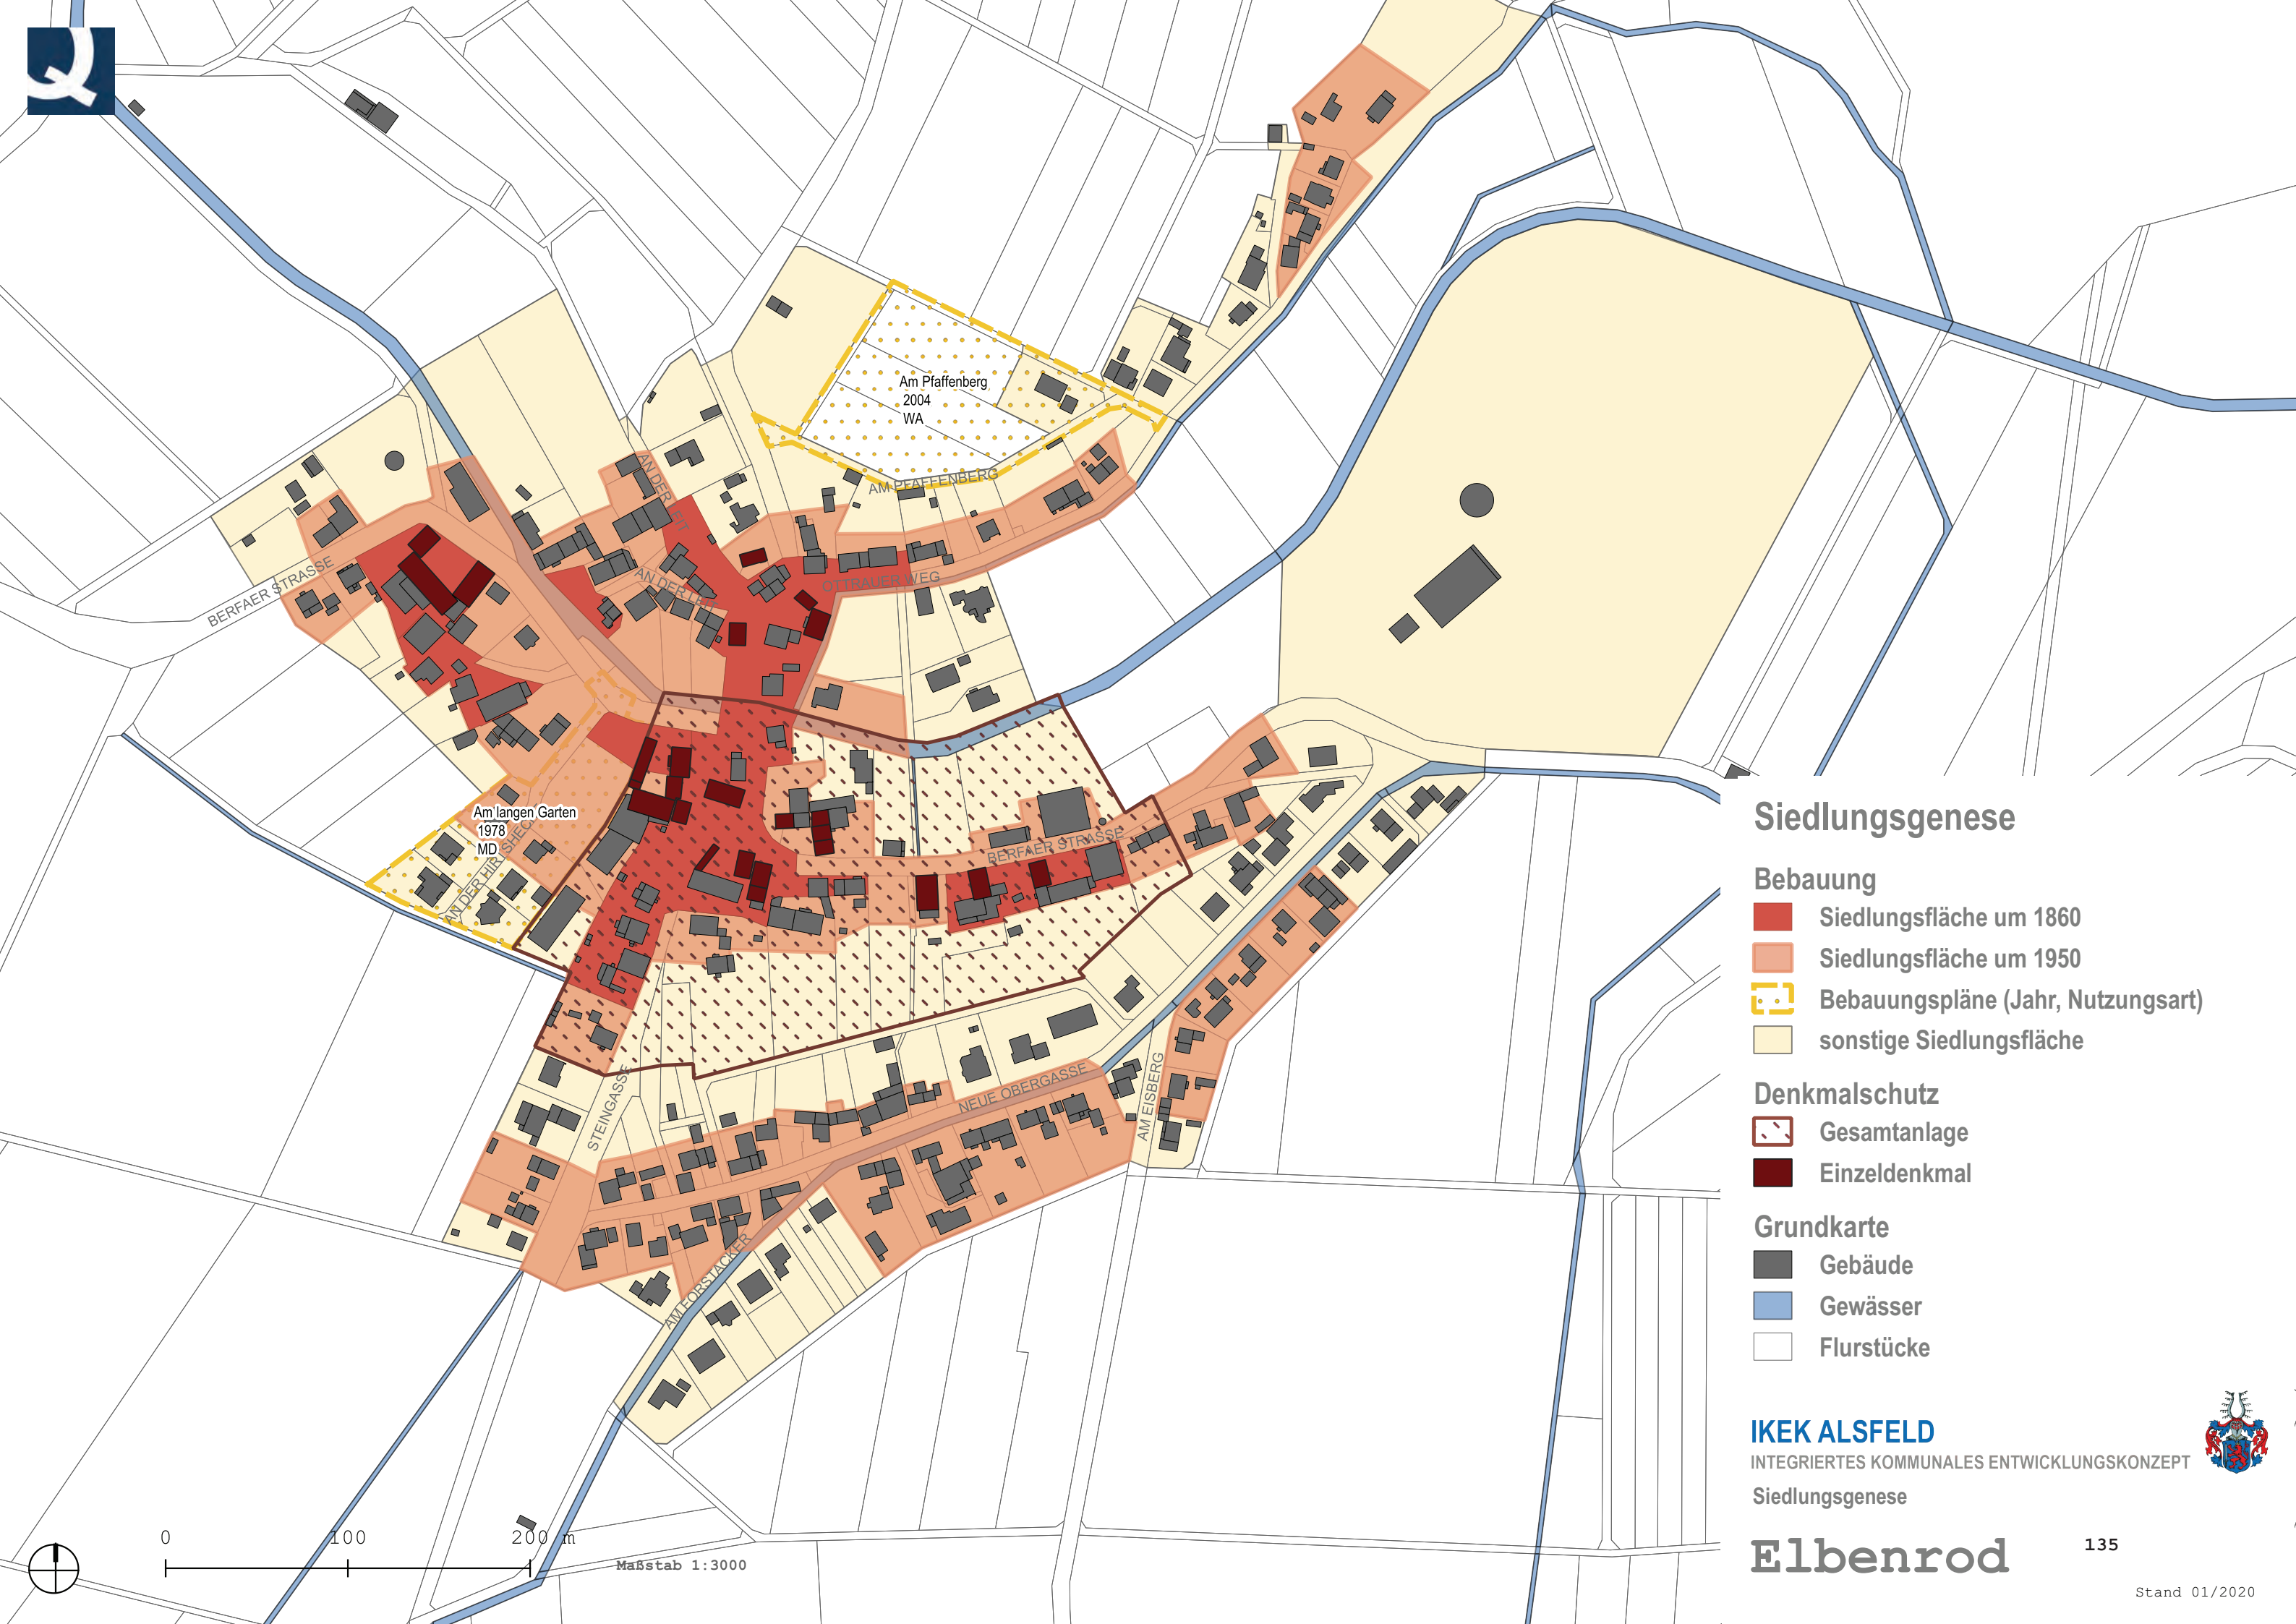 Am Pfaffenberg
2004
WA
AM PFAFFENBERG
AN DER LEIT
AN DER LEIT
OTTRAUER WEG
BERFAER STRASSE
Am langen Garten
1978
MD
BERFAER STRASSE
STEINGASSE
NEUE OBERGASSE
AM EISBERG
AM FORSTACKER
0 100 200 m
Maßstab 1:3000
Siedlungsgenese
Bebauung
Siedlungsfläche um 1860
Siedlungsfläche um 1950
Bebauungspläne (Jahr, Nutzungsart)
sonstige Siedlungsfläche
Denkmalschutz
Gesamtanlage
Einzeldenkmal
Grundkarte
Gebäude
Gewässer
Flurstücke
IKEK ALSFELD
INTEGRIERTES KOMMUNALES ENTWICKLUNGSKONZEPT
Siedlungsgenese
Elbenrod
135
Stand 01/2020